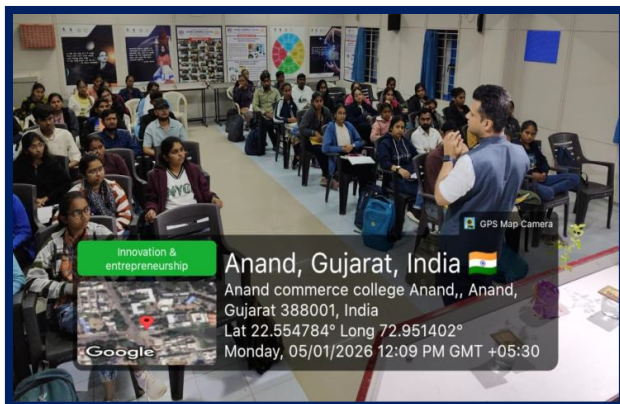 GPS Map Camera
innovation &
entrepreneurship
Anand, Gujarat, India 🇮🇳
Anand commerce college Anand,, Anand,
Gujarat 388001, India
Lat 22.554784° Long 72.951402°
Monday, 05/01/2026 12:09 PM GMT +05:30
Google
NYC